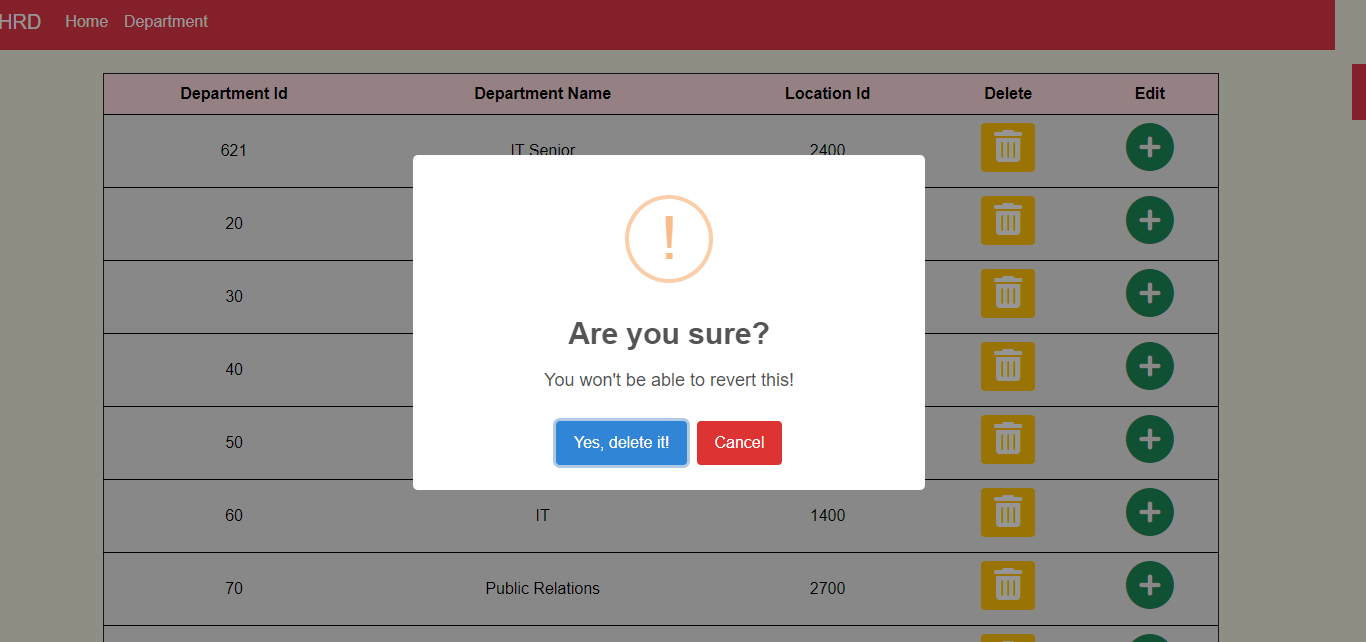 HRD Home Department
Department Id Department Name Location Id Delete Edit
621 IT Senior 2400
20
30
40
50
!
Are you sure?
You won't be able to revert this!
Yes, delete it! Cancel
60 IT 1400
70 Public Relations 2700